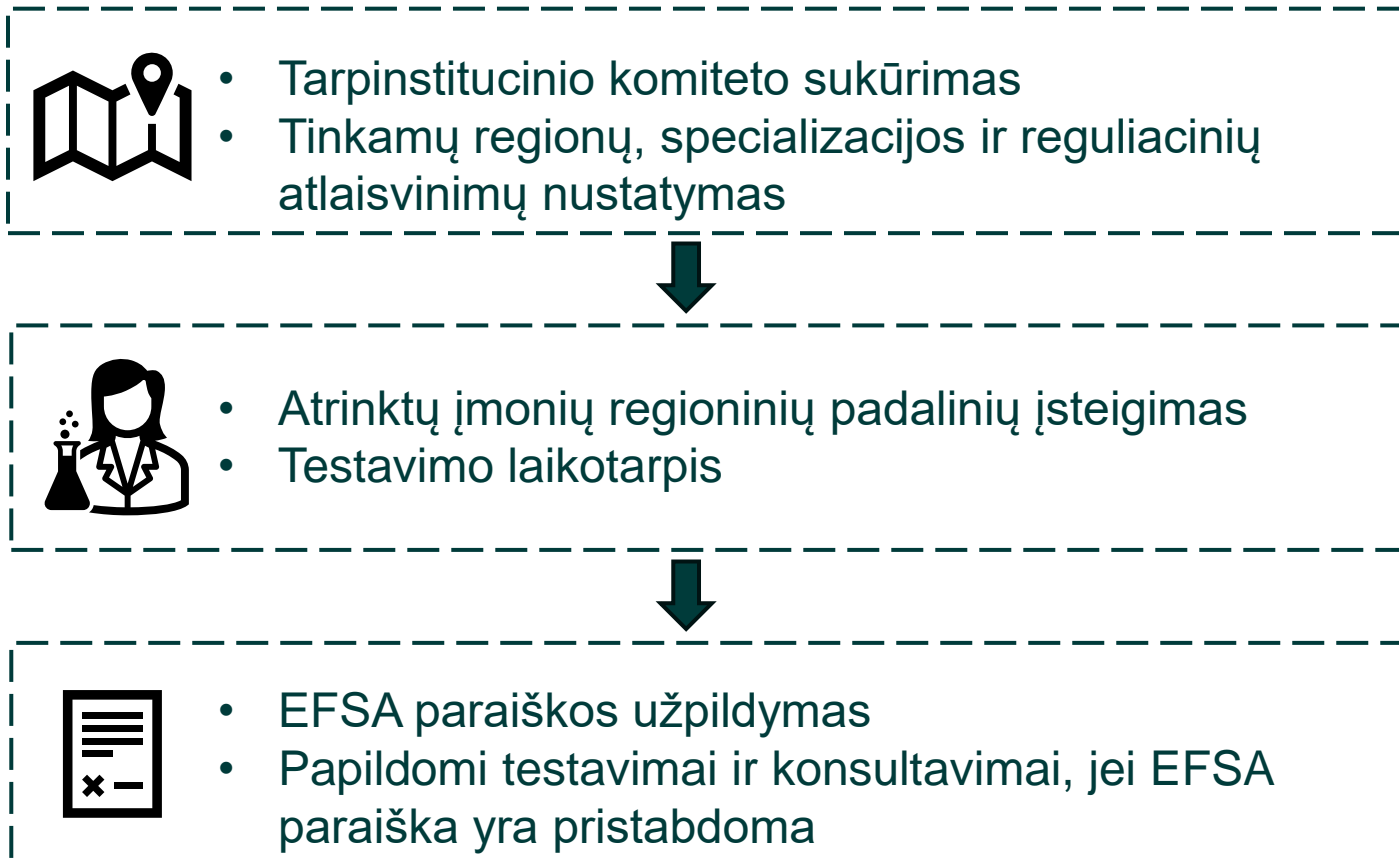 • Tarpinstitucinio komiteto sukūrimas
• Tinkamų regionų, specializacijos ir reguliacinių
atlaisvinimų nustatymas
• Atrinktų įmonių regioninių padalinių įsteigimas
• Testavimo laikotarpis
• EFSA paraiškos užpildymas
• Papildomi testavimai ir konsultavimai, jei EFSA
paraiška yra pristabdoma